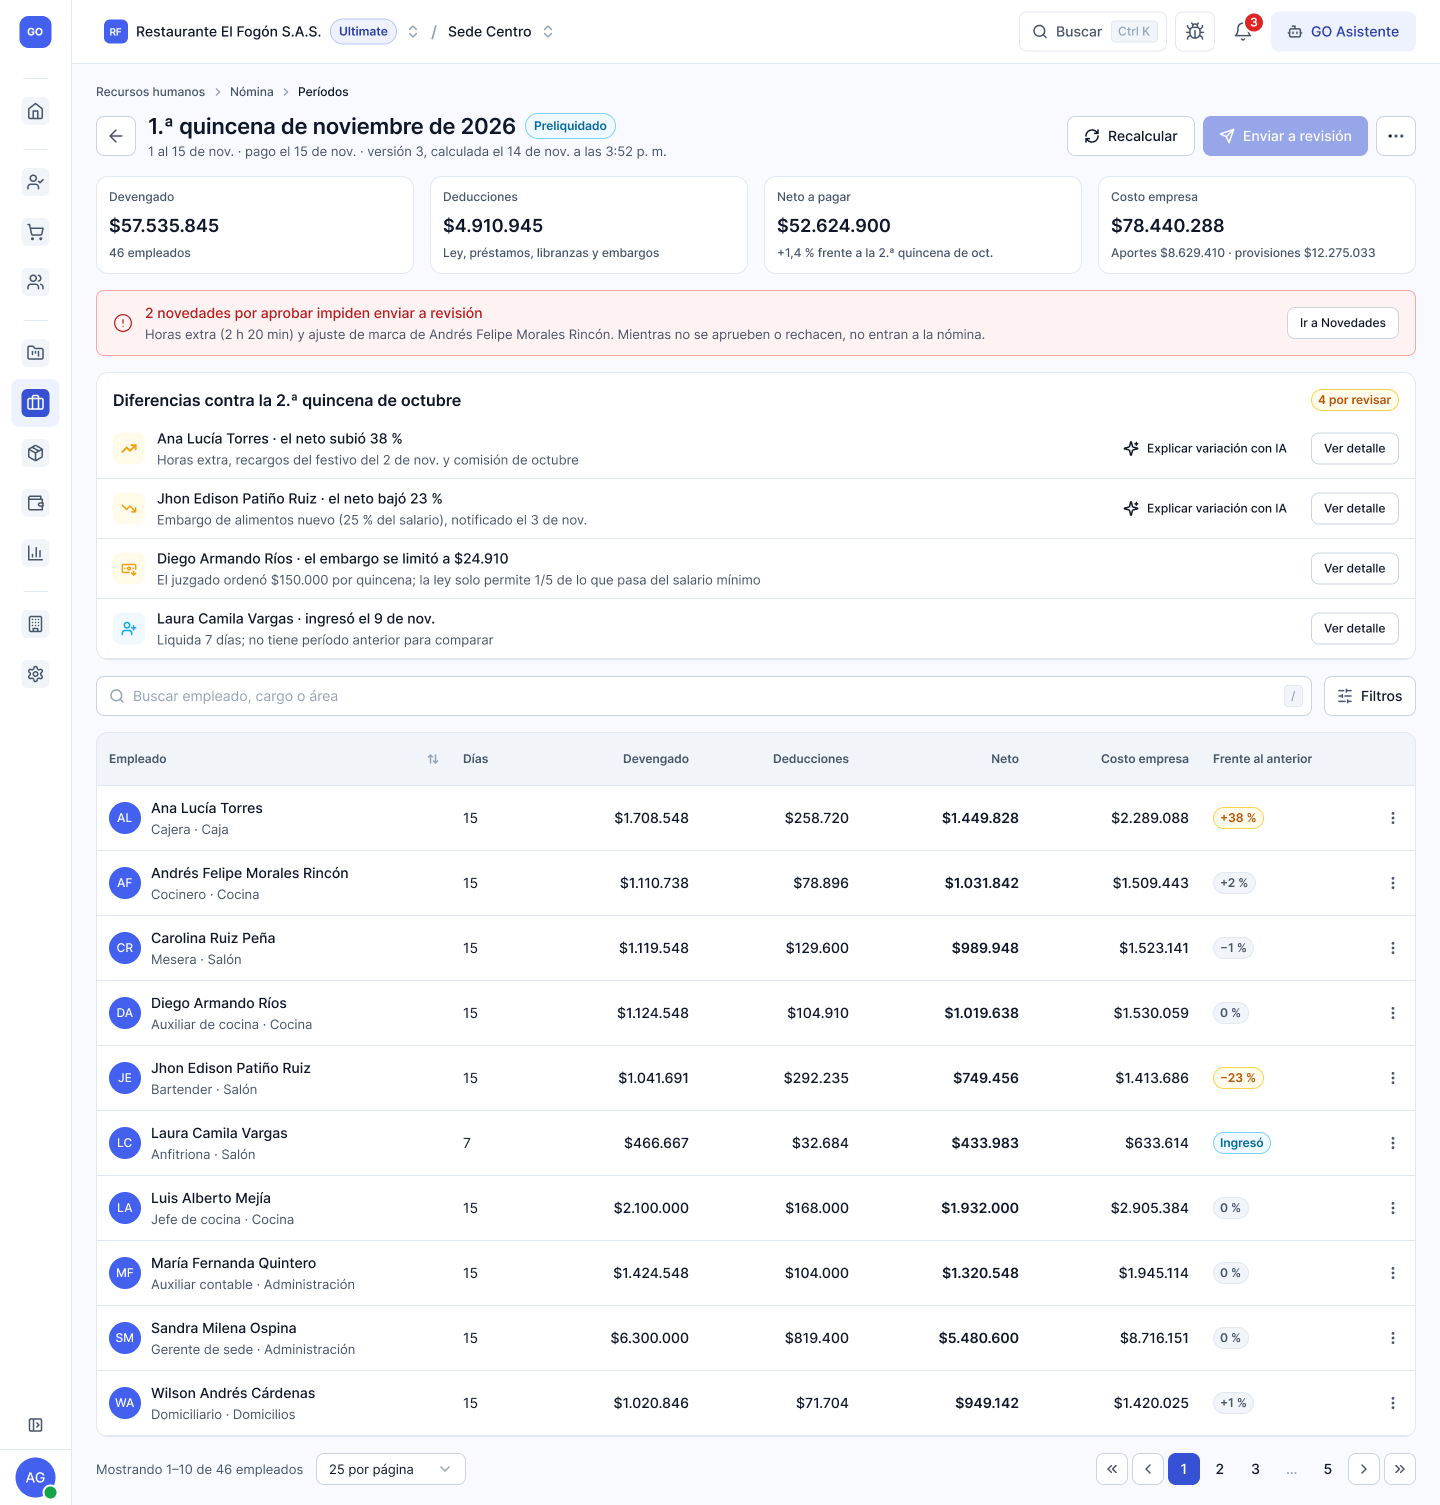 GO
RF Restaurante El Fogón S.A.S. Ultimate / Sede Centro
Buscar Ctrl K
3
GO Asistente
Recursos humanos > Nómina > Períodos
1.ª quincena de noviembre de 2026 Preliquidado
1 al 15 de nov. · pago el 15 de nov. · versión 3, calculada el 14 de nov. a las 3:52 p. m.
Recalcular
Enviar a revisión
Devengado
$57.535.845
46 empleados
Deducciones
$4.910.945
Ley, préstamos, libranzas y embargos
Neto a pagar
$52.624.900
+1,4 % frente a la 2.ª quincena de oct.
Costo empresa
$78.440.288
Aportes $8.629.410 · provisiones $12.275.033
2 novedades por aprobar impiden enviar a revisión
Horas extra (2 h 20 min) y ajuste de marca de Andrés Felipe Morales Rincón. Mientras no se aprueben o rechacen, no entran a la nómina.
Ir a Novedades
Diferencias contra la 2.ª quincena de octubre
4 por revisar
Ana Lucía Torres · el neto subió 38 %
Horas extra, recargos del festivo del 2 de nov. y comisión de octubre
Explicar variación con IA
Ver detalle
Jhon Edison Patiño Ruiz · el neto bajó 23 %
Embargo de alimentos nuevo (25 % del salario), notificado el 3 de nov.
Explicar variación con IA
Ver detalle
Diego Armando Ríos · el embargo se limitó a $24.910
El juzgado ordenó $150.000 por quincena; la ley solo permite 1/5 de lo que pasa del salario mínimo
Ver detalle
Laura Camila Vargas · ingresó el 9 de nov.
Liquida 7 días; no tiene período anterior para comparar
Ver detalle
Buscar empleado, cargo o área
/
Filtros
Empleado Días Devengado Deducciones Neto Costo empresa Frente al anterior
AL Ana Lucía Torres 15 $1.708.548 $258.720 $1.449.828 $2.289.088 +38 %
Cajera · Caja
AF Andrés Felipe Morales Rincón 15 $1.110.738 $78.896 $1.031.842 $1.509.443 +2 %
Cocinero · Cocina
CR Carolina Ruiz Peña 15 $1.119.548 $129.600 $989.948 $1.523.141 −1 %
Mesera · Salón
DA Diego Armando Ríos 15 $1.124.548 $104.910 $1.019.638 $1.530.059 0 %
Auxiliar de cocina · Cocina
JE Jhon Edison Patiño Ruiz 15 $1.041.691 $292.235 $749.456 $1.413.686 −23 %
Bartender · Salón
LC Laura Camila Vargas 7 $466.667 $32.684 $433.983 $633.614 Ingresó
Anfitriona · Salón
LA Luis Alberto Mejía 15 $2.100.000 $168.000 $1.932.000 $2.905.384 0 %
Jefe de cocina · Cocina
MF María Fernanda Quintero 15 $1.424.548 $104.000 $1.320.548 $1.945.114 0 %
Auxiliar contable · Administración
SM Sandra Milena Ospina 15 $6.300.000 $819.400 $5.480.600 $8.716.151 0 %
Gerente de sede · Administración
WA Wilson Andrés Cárdenas 15 $1.020.846 $71.704 $949.142 $1.420.025 +1 %
Domiciliario · Domicilios
Mostrando 1–10 de 46 empleados
25 por página
« ‹ 1 2 3 ... 5 › »
AG